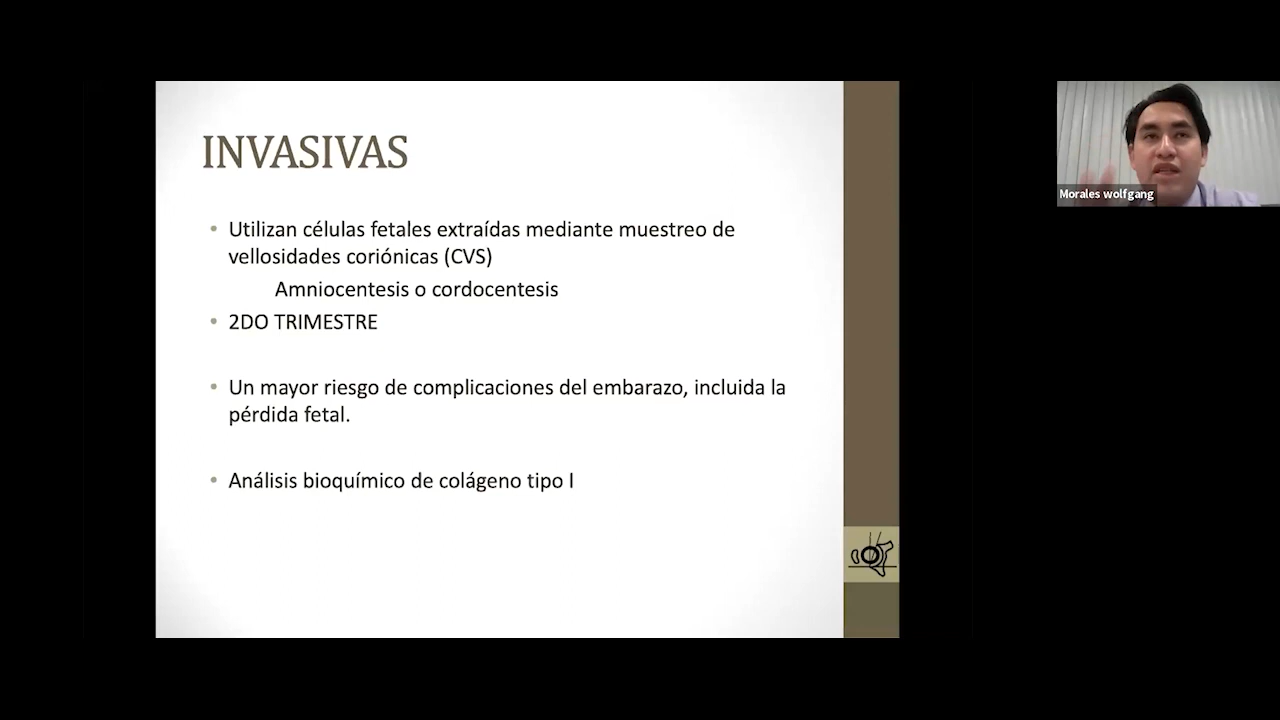 INVASIVAS
• Utilizan células fetales extraídas mediante muestreo de
vellosidades coriónicas (CVS)
Amniocentesis o cordocentesis
• 2DO TRIMESTRE
• Un mayor riesgo de complicaciones del embarazo, incluida la
pérdida fetal.
• Análisis bioquímico de colágeno tipo I
Morales wolfgang